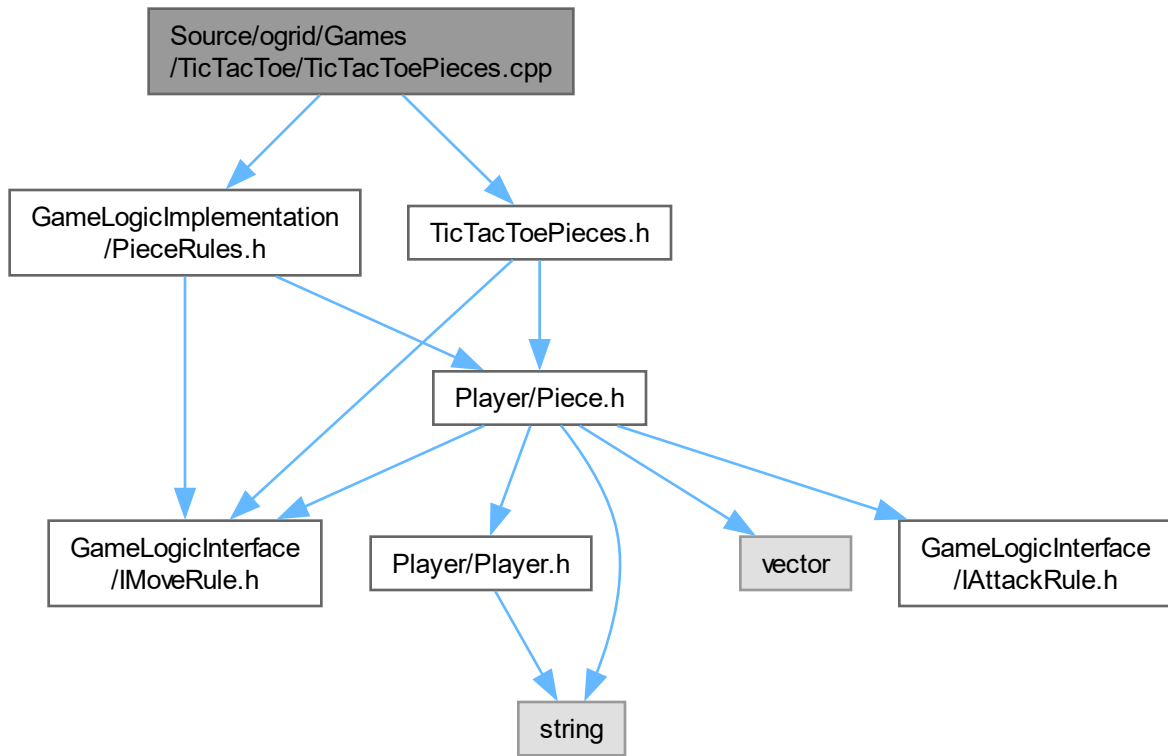 Source/ogrid/Games
/TicTacToe/TicTacToePieces.cpp
GameLogicImplementation
/PieceRules.h
TicTacToePieces.h
Player/Piece.h
GameLogicInterface
/IMoveRule.h
Player/Player.h
vector
GameLogicInterface
/IAttackRule.h
string